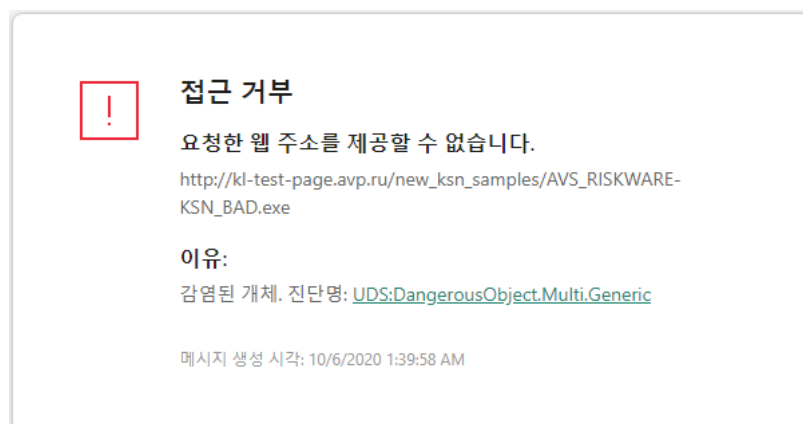 !
접근 거부
요청한 웹 주소를 제공할 수 없습니다.
http://kl-test-page.avp.ru/new_ksn_samples/AVS_RISKWARE-
KSN_BAD.exe
이유:
감염된 개체. 진단명: UDS:DangerousObject.Multi.Generic
메시지 생성 시각: 10/6/2020 1:39:58 AM